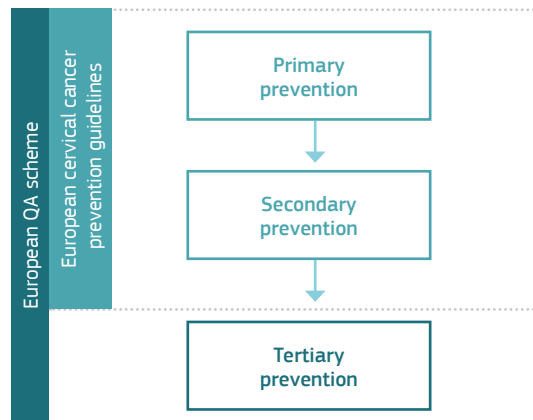 European QA scheme
European cervical cancer
prevention guidelines
Primary
prevention
Secondary
prevention
Tertiary
prevention